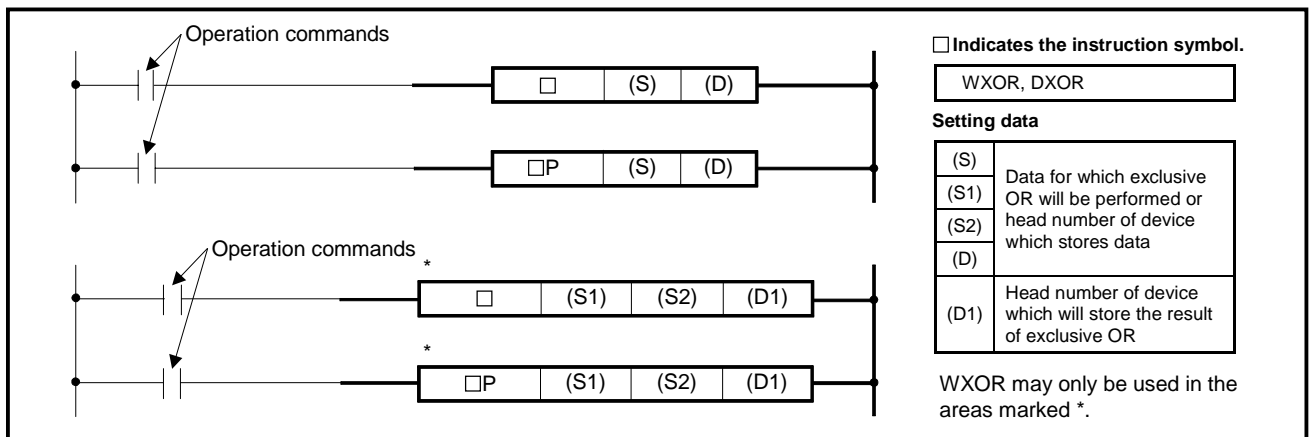 Operation commands
□ (S) (D)
□P (S) (D)
Operation commands
*
□ (S1) (S2) (D1)
*
□P (S1) (S2) (D1)
□ Indicates the instruction symbol.
WXOR, DXOR
Setting data
(S)
(S1)
(S2)
(D)
Data for which exclusive
OR will be performed or
head number of device
which stores data
(D1)
Head number of device
which will store the result
of exclusive OR
WXOR may only be used in the
areas marked *.